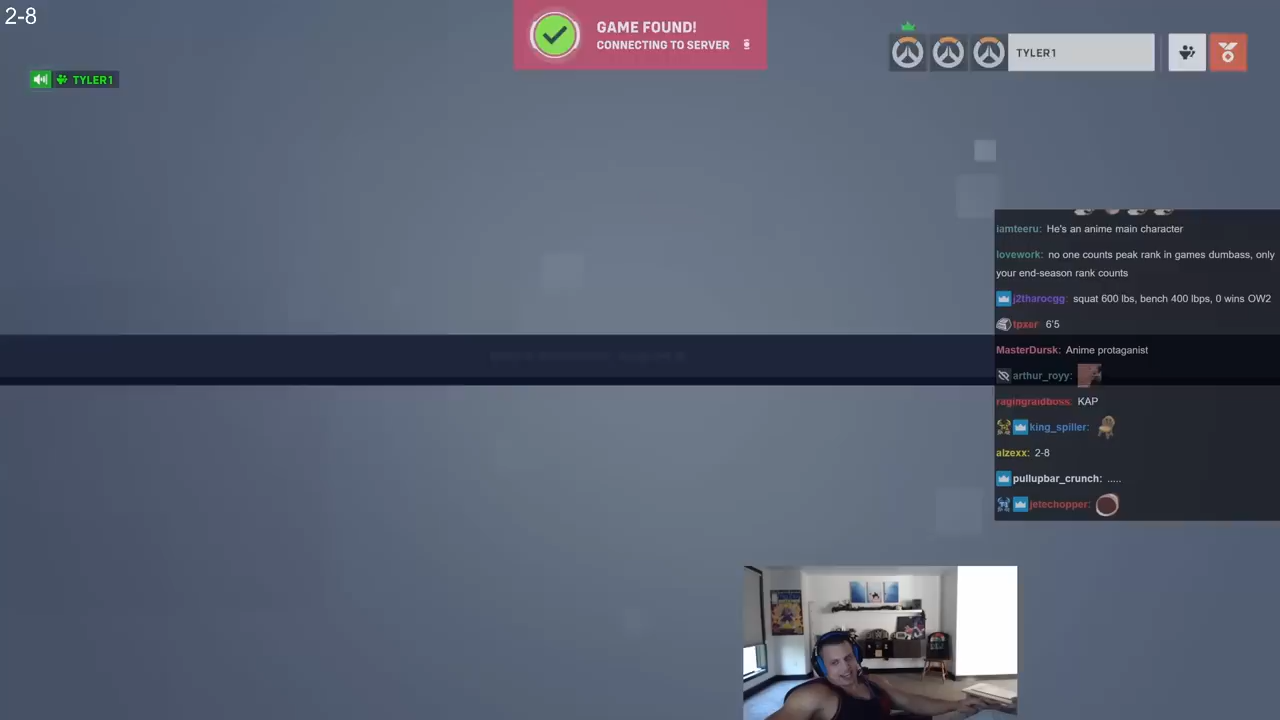 2-8
GAME FOUND!
CONNECTING TO SERVER
TYLER1
TYLER1
iamteeru: He's an anime main character
lovework: no one counts peak rank in games dumbass, only
your end-season rank counts
j2tharocgg: squat 600 lbs, bench 400 lbps, 0 wins OW2
tpxer 6'5
MasterDursk: Anime protaganist
arthur_royy:
ragingraidboss: KAP
king_spiller:
alzexx: 2-8
pullupbar_crunch: .....
jetechopper: